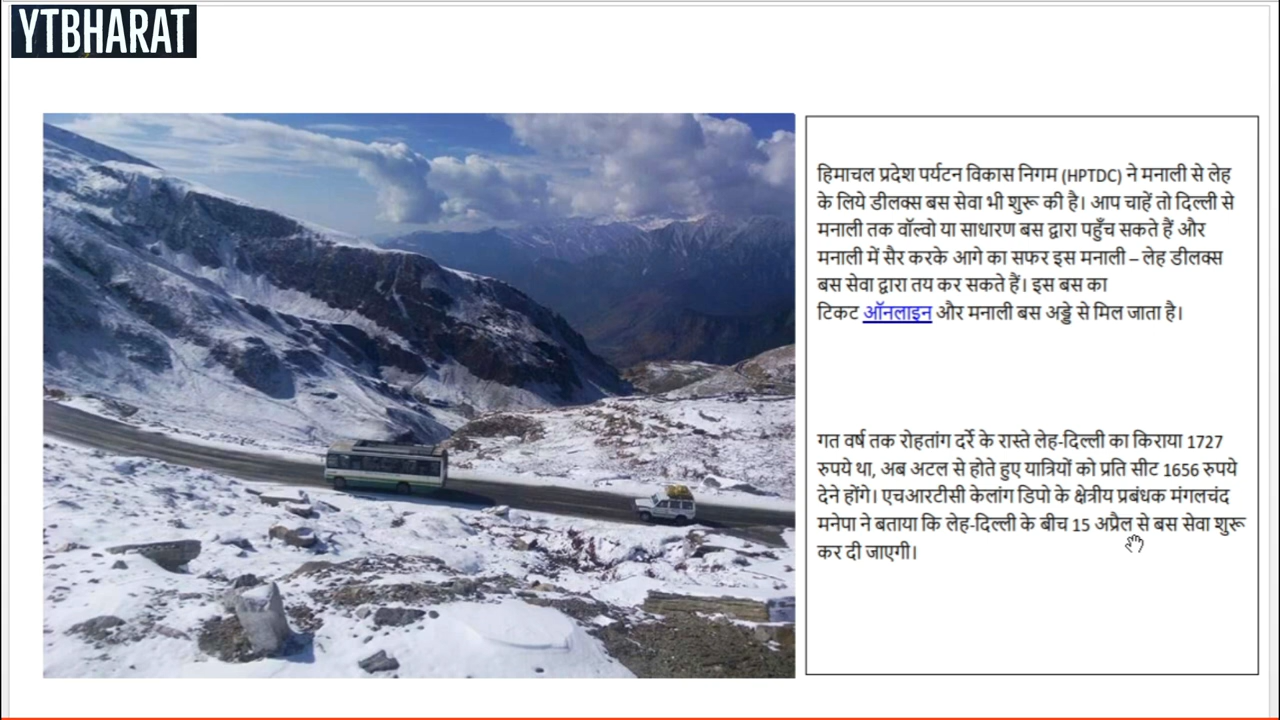 YTBHARAT
हिमाचल प्रदेश पर्यटन विकास निगम (HPTDC) ने मनाली से लेह
के लिये डीलक्स बस सेवा भी शुरू की है। आप चाहें तो दिल्ली से
मनाली तक वॉल्वो या साधारण बस द्वारा पहुँच सकते हैं और
मनाली में सैर करके आगे का सफर इस मनाली – लेह डीलक्स
बस सेवा द्वारा तय कर सकते हैं। इस बस का
टिकट ऑनलाइन और मनाली बस अड्डे से मिल जाता है।
गत वर्ष तक रोहतांग दर्रे के रास्ते लेह-दिल्ली का किराया 1727
रुपये था, अब अटल से होते हुए यात्रियों को प्रति सीट 1656 रुपये
देने होंगे। एचआरटीसी केलांग डिपो के क्षेत्रीय प्रबंधक मंगलचंद
मनेपा ने बताया कि लेह-दिल्ली के बीच 15 अप्रैल से बस सेवा शुरू
कर दी जाएगी।